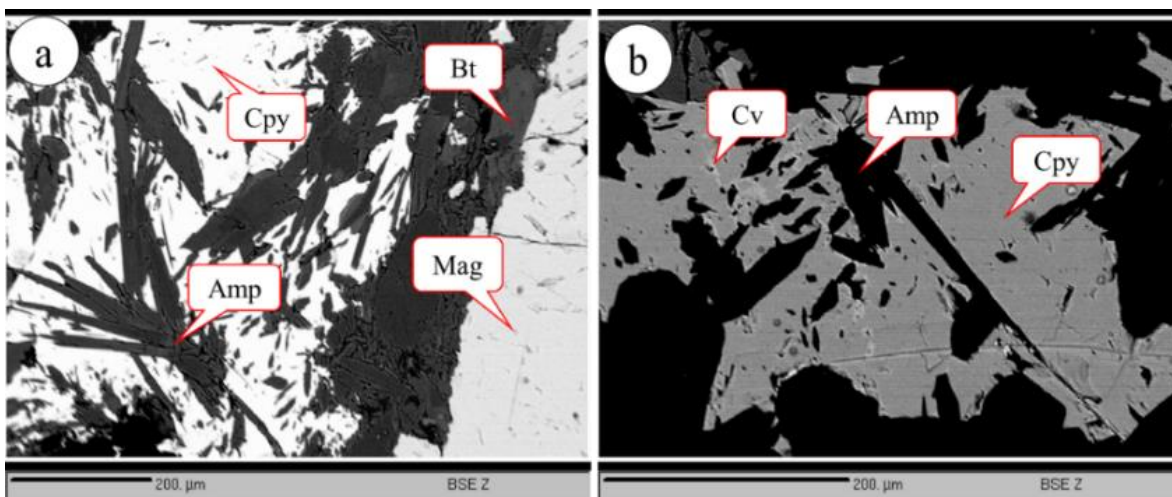 a
Bt
Cpy
Mag
Amp
200. µm
BSE Z
b
Cv
Amp
Cpy
200. µm
BSE Z